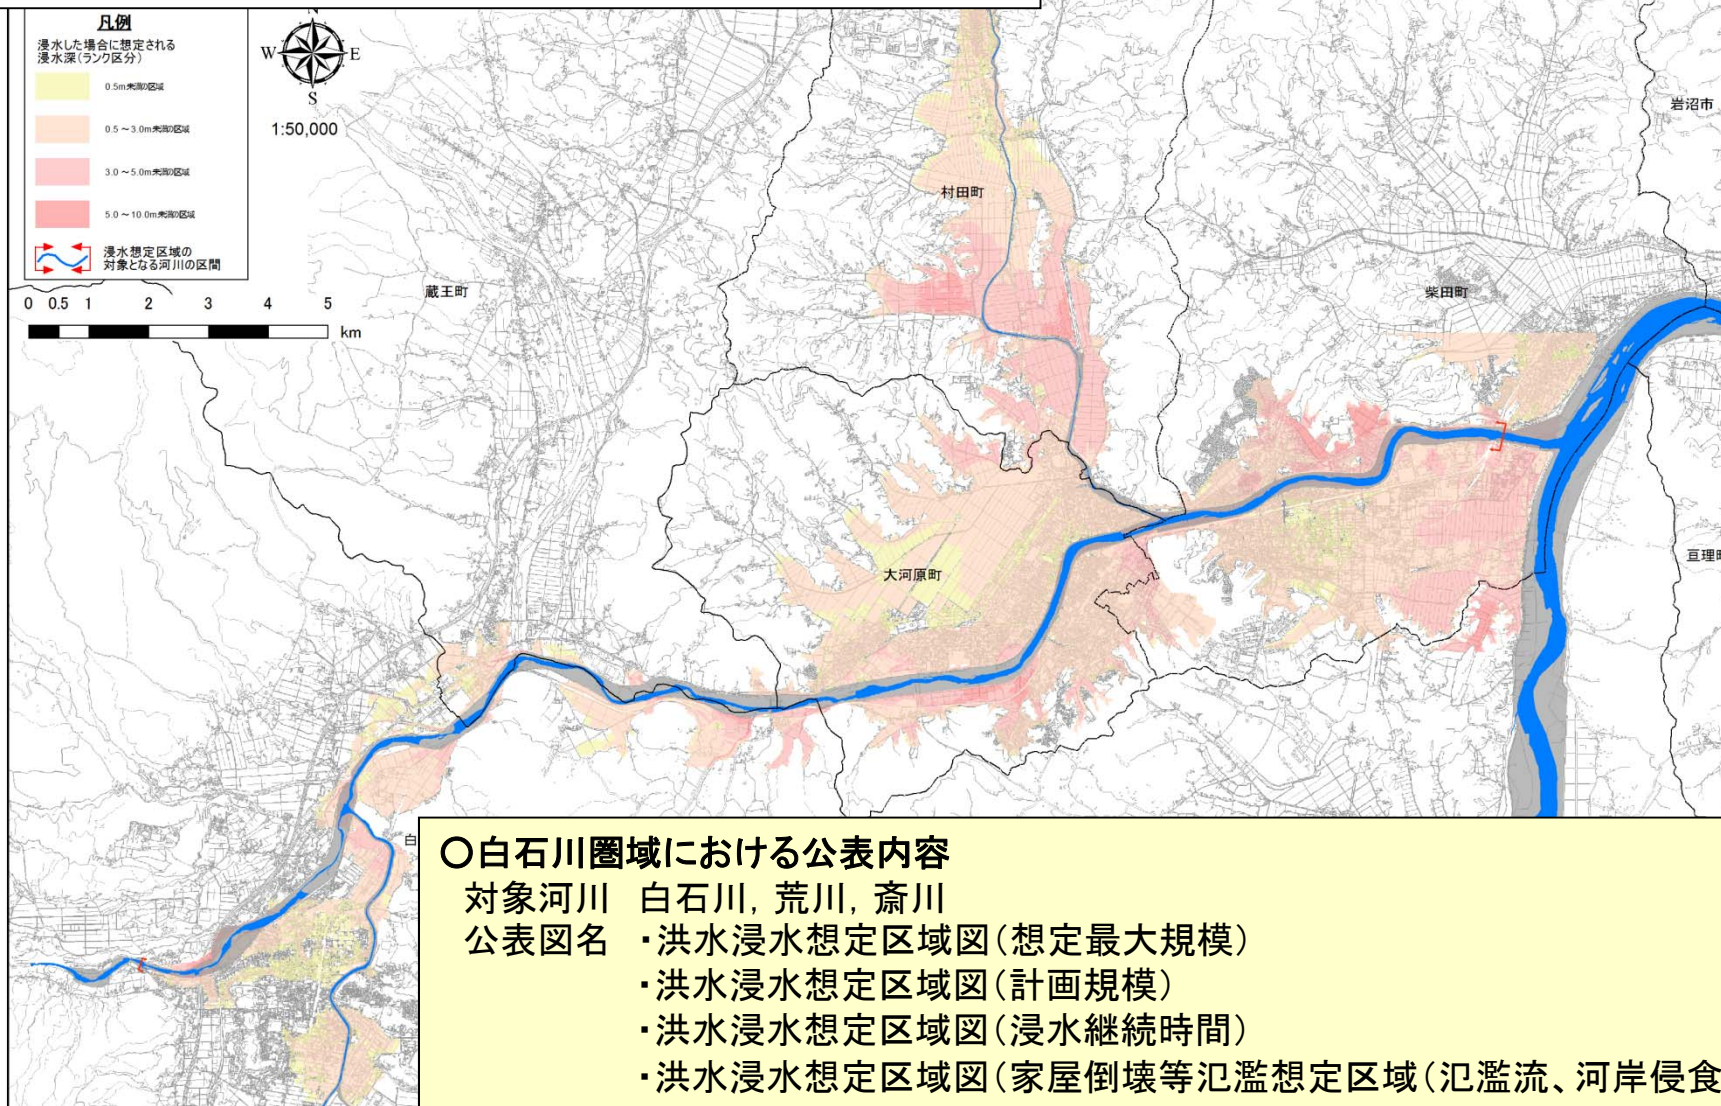 凡例
浸水した場合に想定される
浸水深(ランク区分)
0.5m未満の区域
0.5～3.0m未満の区域
3.0～5.0m未満の区域
5.0～10.0m未満の区域
浸水想定区域の
対象となる河川の区間
N
W E
S
1:50,000
0 0.5 1 2 3 4 5
km
岩沼市
村田町
蔵王町
柴田町
亘理町
大河原町
白
○白石川圏域における公表内容
対象河川 白石川, 荒川, 斎川
公表図名 ・洪水浸水想定区域図(想定最大規模)
・洪水浸水想定区域図(計画規模)
・洪水浸水想定区域図(浸水継続時間)
・洪水浸水想定区域図(家屋倒壊等氾濫想定区域(氾濫流、河岸侵食